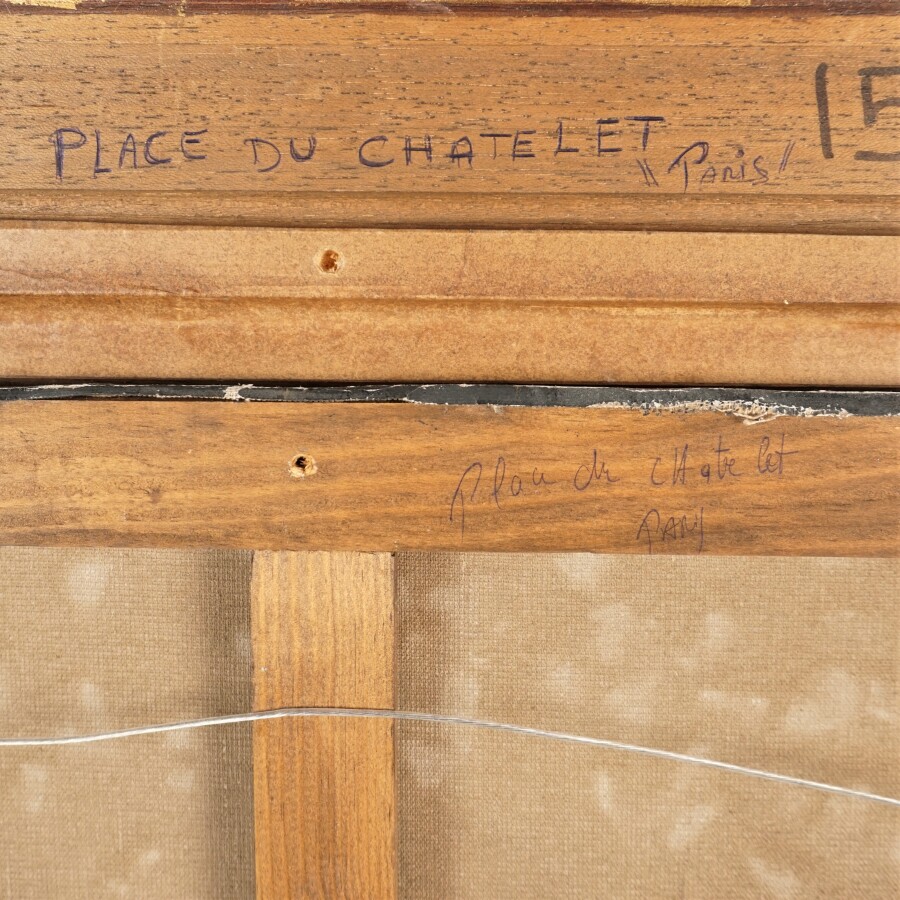 PLACE DU CHATELET
"PARIS"
15
Place du CHatelet
PARIS